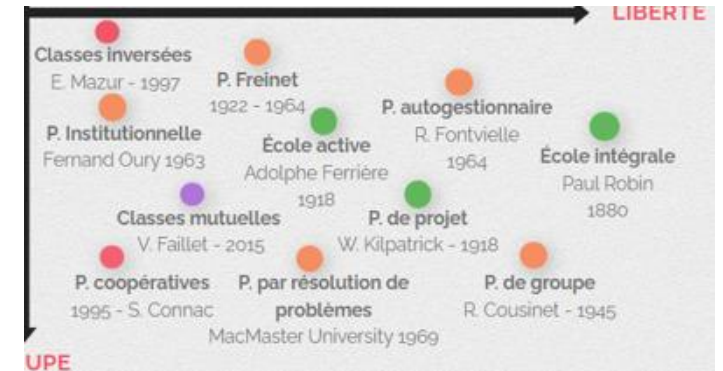 LIBERTÉ
Classes inversées
E. Mazur - 1997
P. Freinet
1922 - 1964
P. autogestionnaire
R. Fontvielle
1964
P. Institutionnelle
Fernand Oury 1963
École active
Adolphe Ferrière
1918
École intégrale
Paul Robin
1880
Classes mutuelles
V. Faillet - 2015
P. de projet
W. Kilpatrick - 1918
P. coopératives
1995 - S. Connac
P. par résolution de
problèmes
MacMaster University 1969
P. de groupe
R. Cousinet - 1945
UPE